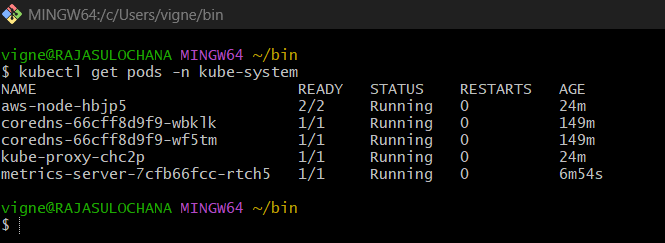 MINGW64:/c/Users/vigne/bin
vigne@RAJASULOCHANA MINGW64 ~/bin
$ kubectl get pods -n kube-system
NAME READY STATUS RESTARTS AGE
aws-node-hbjp5 2/2 Running 0 24m
coredns-66cff8d9f9-wbklk 1/1 Running 0 149m
coredns-66cff8d9f9-wf5tm 1/1 Running 0 149m
kube-proxy-chc2p 1/1 Running 0 24m
metrics-server-7cfb66fcc-rtch5 1/1 Running 0 6m54s
vigne@RAJASULOCHANA MINGW64 ~/bin
$